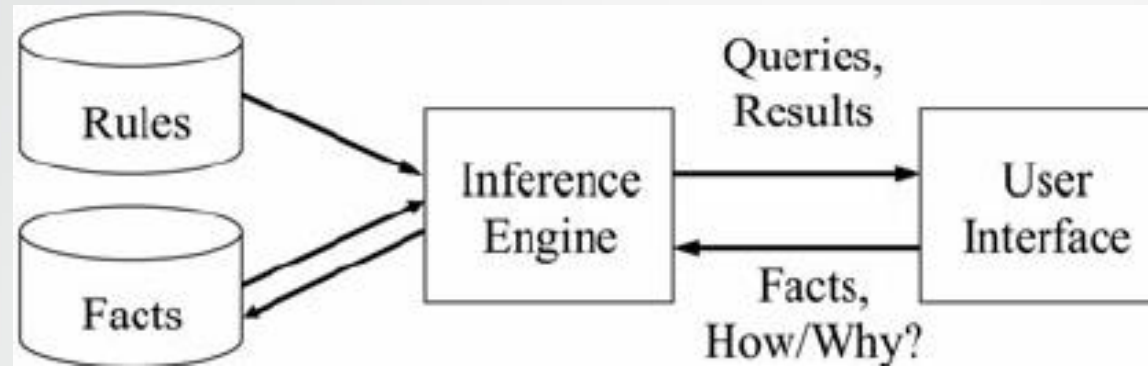 Rules
Facts
Inference
Engine
Queries,
Results
Facts,
How/Why?
User
Interface